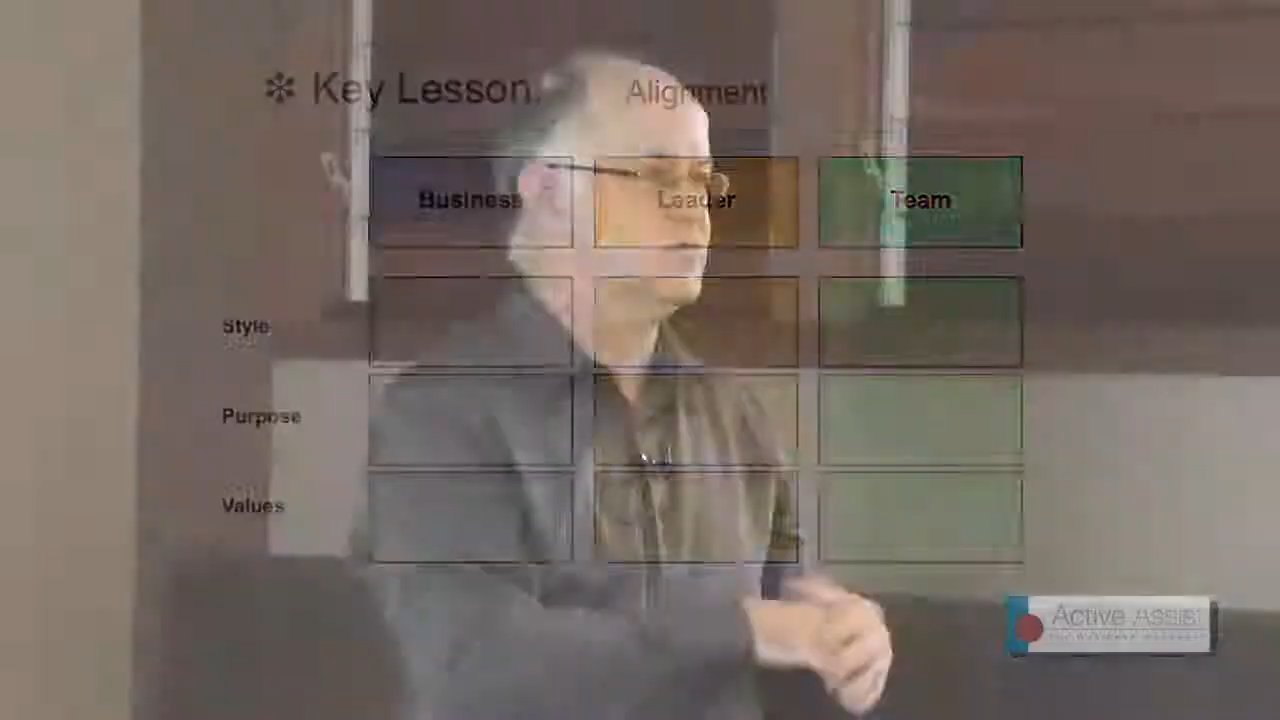 ❇ Key Lesson: Alignment
Business Leader Team
Style
Purpose
Values
Active Assist